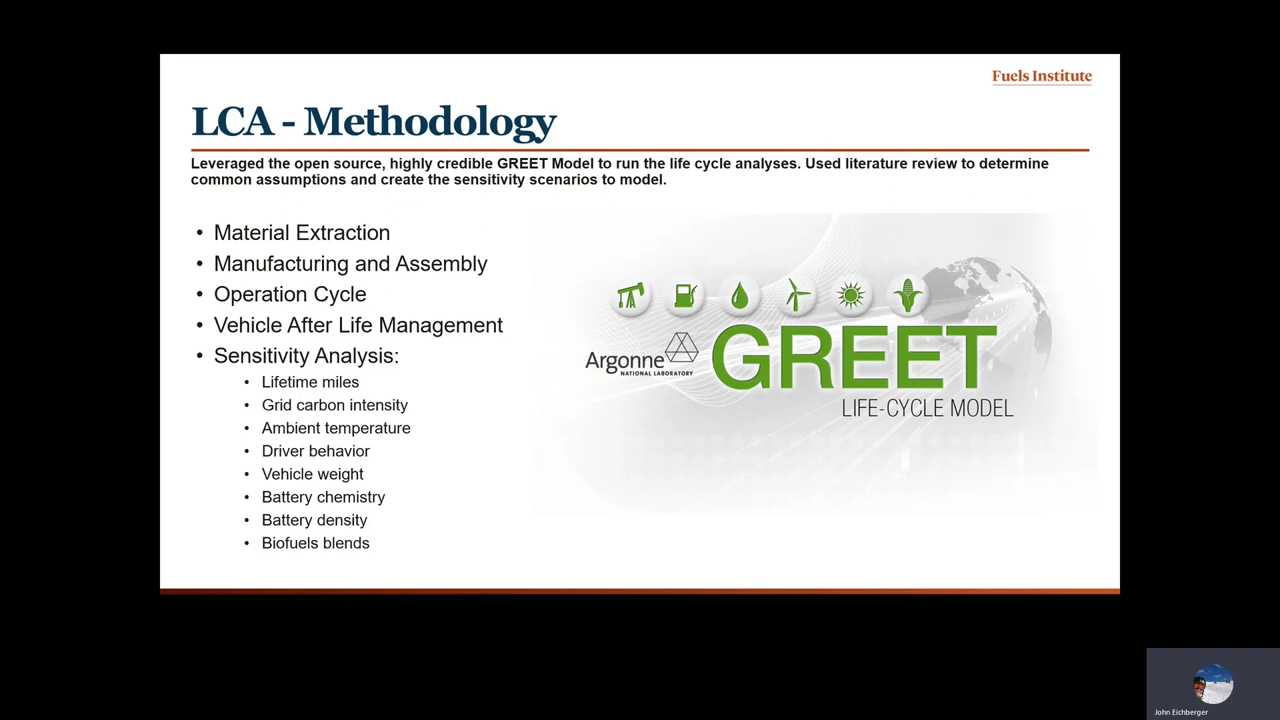 Fuels Institute
LCA - Methodology
Leveraged the open source, highly credible GREET Model to run the life cycle analyses. Used literature review to determine
common assumptions and create the sensitivity scenarios to model.
• Material Extraction
• Manufacturing and Assembly
• Operation Cycle
• Vehicle After Life Management
• Sensitivity Analysis:
• Lifetime miles
• Grid carbon intensity
• Ambient temperature
• Driver behavior
• Vehicle weight
• Battery chemistry
• Battery density
• Biofuels blends
Argonne
NATIONAL LABORATORY
GREET
LIFE-CYCLE MODEL
John Eichberger